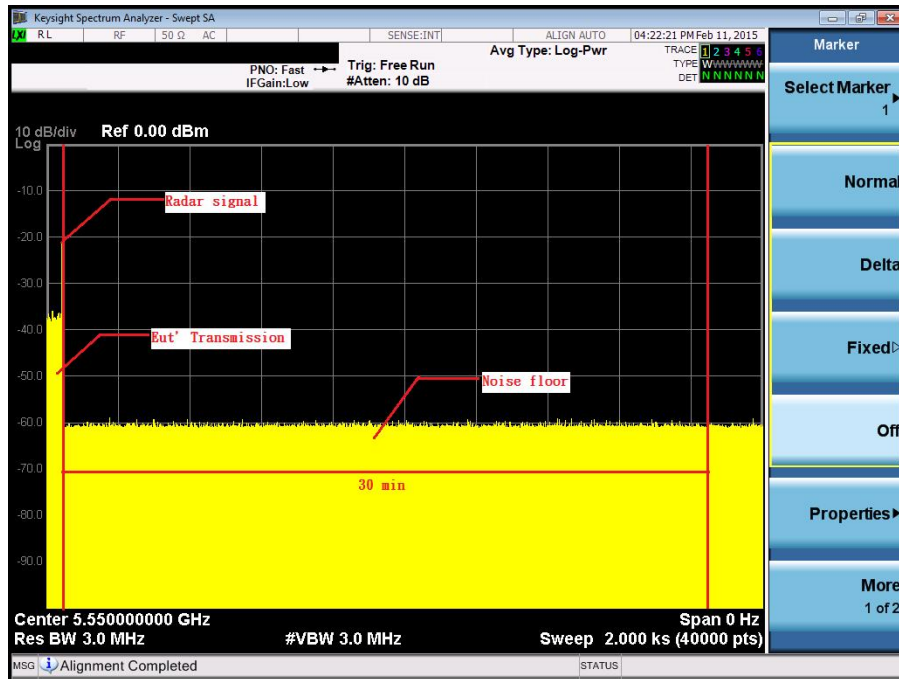 Keysight Spectrum Analyzer - Swept SA
LXI RL RF 50 Ω AC SENSE:INT ALIGN AUTO 04:22:21 PM Feb 11, 2015
Avg Type: Log-Pwr
TRACE 1 2 3 4 5 6
TYPE WWWWWW
DET N N N N N N
PNO: Fast
IFGain:Low
Trig: Free Run
#Atten: 10 dB
10 dB/div
Log
Ref 0.00 dBm
-10.0
-20.0
-30.0
-40.0
-50.0
-60.0
-70.0
-80.0
-90.0
Radar signal
Eut' Transmission
Noise floor
30 min
Center 5.550000000 GHz
Span 0 Hz
Res BW 3.0 MHz
#VBW 3.0 MHz
Sweep 2.000 ks (40000 pts)
MSG Alignment Completed
STATUS
Marker
Select Marker
1
Normal
Delta
Fixed
Off
Properties
More
1 of 2